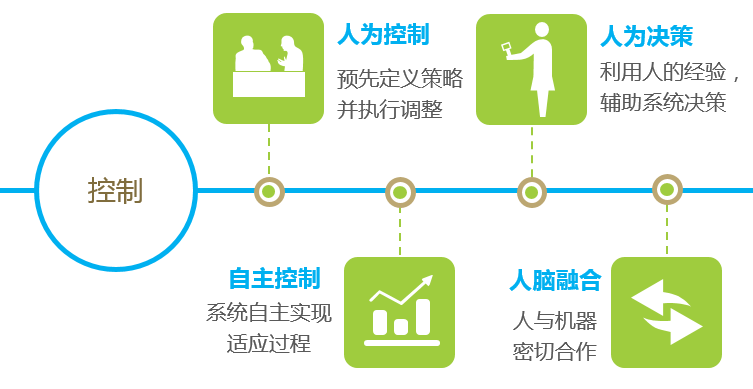 控制
人为控制
预先定义策略
并执行调整
自主控制
系统自主实现
适应过程
人为决策
利用人的经验，
辅助系统决策
人脑融合
人与机器
密切合作